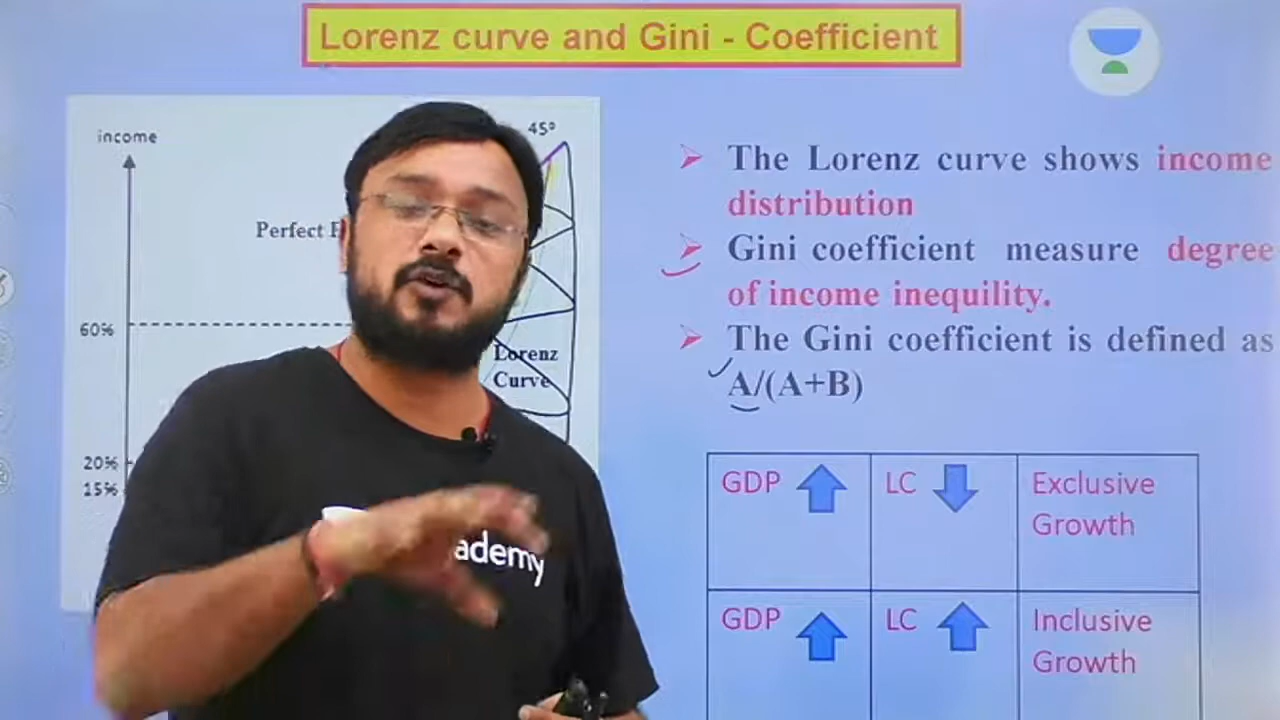 Lorenz curve and Gini - Coefficient
income
45°
Perfect
60%
Lorenz
Curve
20%
15%
ademy
The Lorenz curve shows income
distribution
Gini coefficient measure degree
of income inequility.
The Gini coefficient is defined as
A/(A+B)
GDP LC Exclusive
Growth
GDP LC Inclusive
Growth